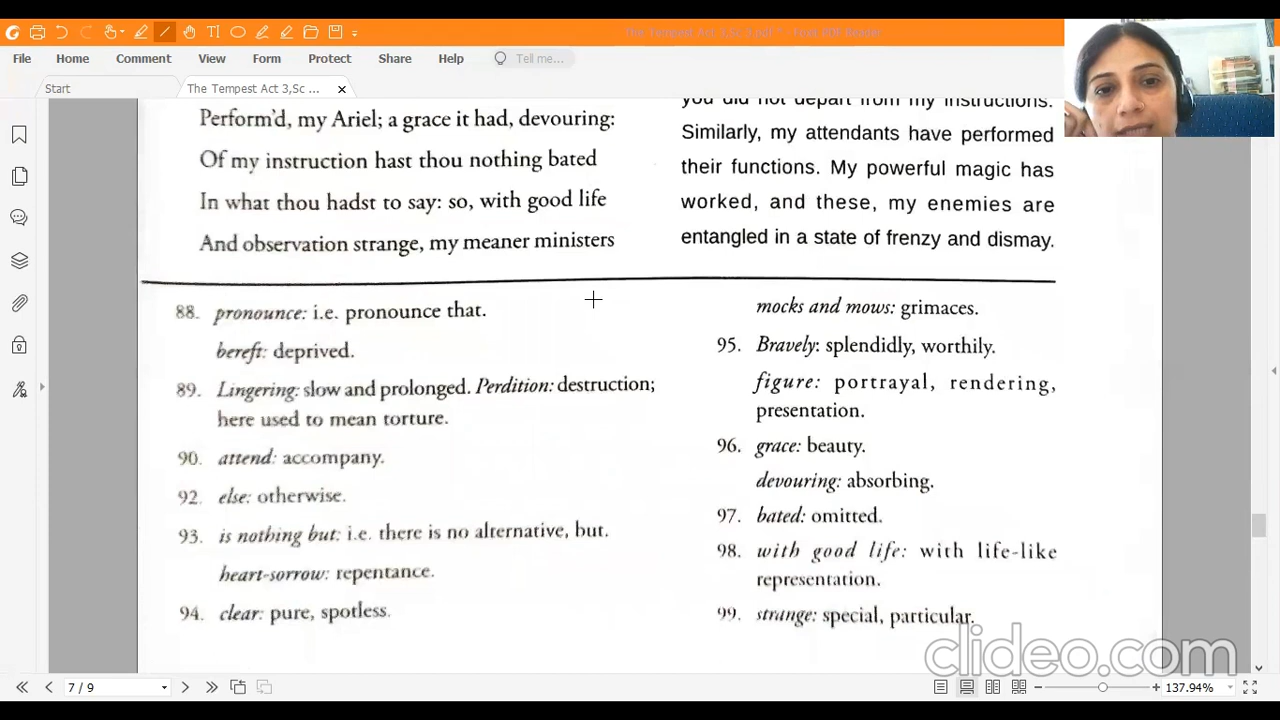 The Tempest Act 3,Sc 3.pdf * - Foxit PDF Reader
File Home Comment View Form Protect Share Help Tell me...
Start The Tempest Act 3,Sc ...
Perform'd, my Ariel; a grace it had, devouring:
Of my instruction hast thou nothing bated
In what thou hadst to say: so, with good life
And observation strange, my meaner ministers
you did not depart from my instructions.
Similarly, my attendants have performed
their functions. My powerful magic has
worked, and these, my enemies are
entangled in a state of frenzy and dismay.
88. pronounce: i.e. pronounce that.
bereft: deprived.
89. Lingering: slow and prolonged. Perdition: destruction;
here used to mean torture.
90. attend: accompany.
92. else: otherwise.
93. is nothing but: i.e. there is no alternative, but.
heart-sorrow: repentance.
94. clear: pure, spotless.
mocks and mows: grimaces.
95. Bravely: splendidly, worthily.
figure: portrayal, rendering,
presentation.
96. grace: beauty.
devouring: absorbing.
97. bated: omitted.
98. with good life: with life-like
representation.
99. strange: special, particular.
clideo.com
7 / 9
137.94%